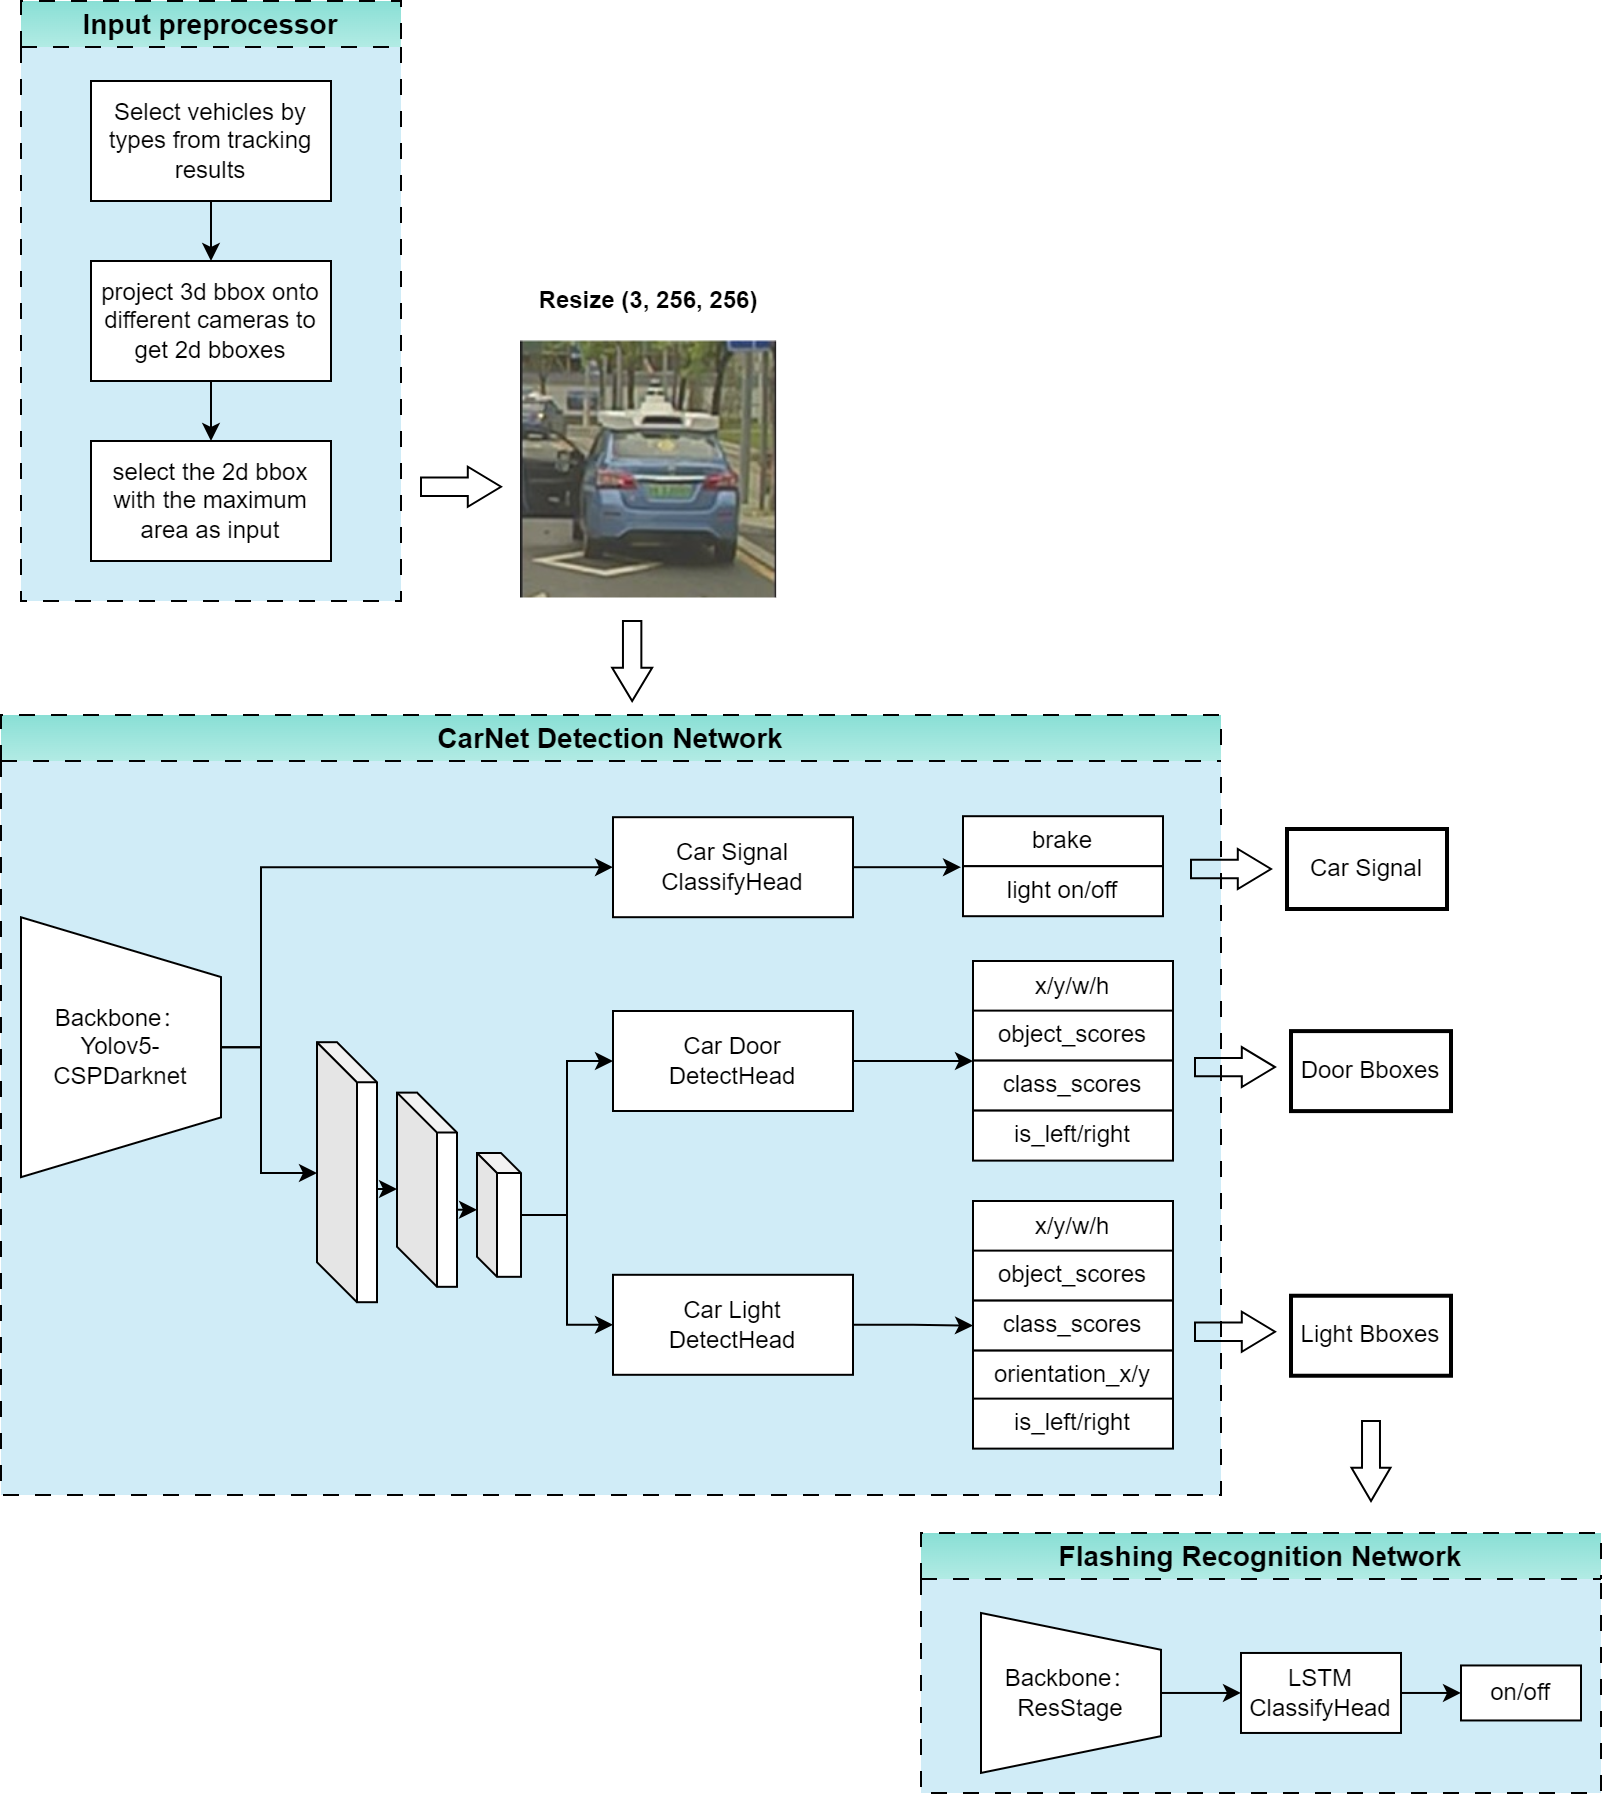 Input preprocessor
Select vehicles by
types from tracking
results
project 3d bbox onto
different cameras to
get 2d bboxes
select the 2d bbox
with the maximum
area as input
Resize (3, 256, 256)
CarNet Detection Network
Backbone：
Yolov5-
CSPDarknet
Car Signal
ClassifyHead
brake
light on/off
Car Signal
Car Door
DetectHead
x/y/w/h
object_scores
class_scores
is_left/right
Door Bboxes
Car Light
DetectHead
x/y/w/h
object_scores
class_scores
orientation_x/y
is_left/right
Light Bboxes
Flashing Recognition Network
Backbone：
ResStage
LSTM
ClassifyHead
on/off